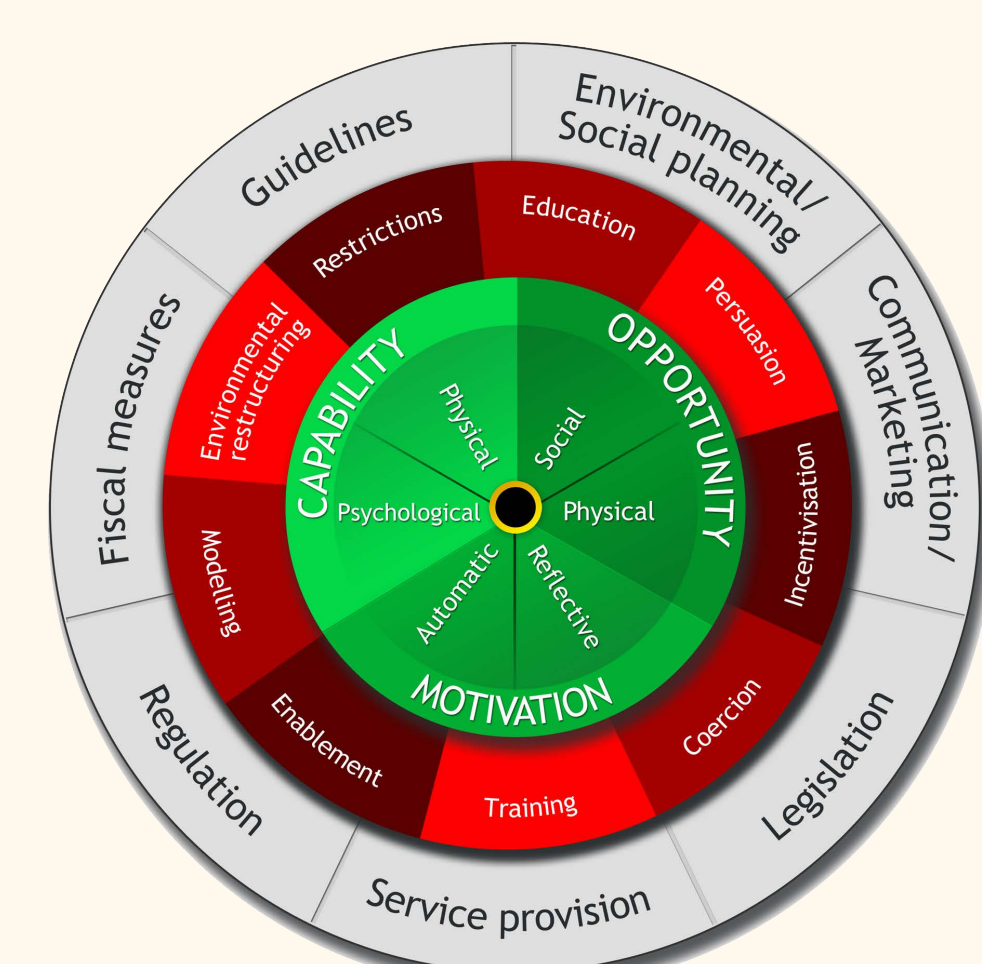 Guidelines
Environmental/
Social planning
Communication/
Marketing
Legislation
Service provision
Regulation
Fiscal measures
Restrictions
Education
Persuasion
Incentivisation
Coercion
Training
Enablement
Modelling
Environmental
restructuring
CAPABILITY
OPPORTUNITY
MOTIVATION
Physical
Social
Psychological
Physical
Automatic
Reflective